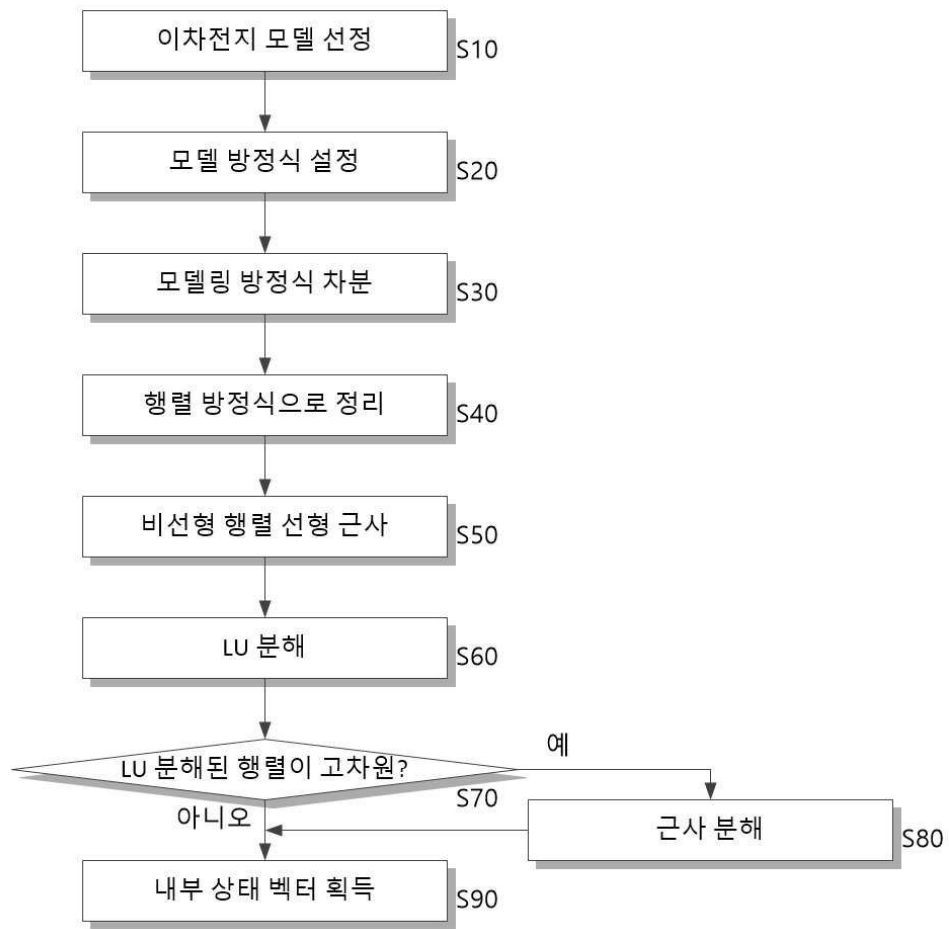 이차전지 모델 선정
S10
모델 방정식 설정
S20
모델링 방정식 차분
S30
행렬 방정식으로 정리
S40
비선형 행렬 선형 근사
S50
LU 분해
S60
LU 분해된 행렬이 고차원?
예
S70
아니오
근사 분해
S80
내부 상태 벡터 획득
S90